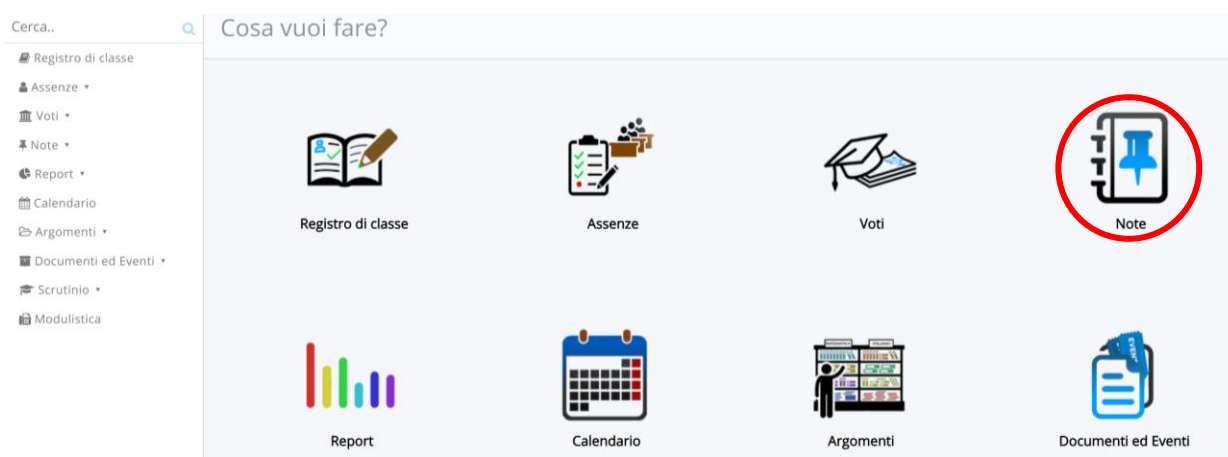 Cerca..
Cosa vuoi fare?
Registro di classe
Assenze
Voti
Note
Report
Calendario
Argomenti
Documenti ed Eventi
Scrutinio
Modulistica
Registro di classe
Assenze
Voti
Note
Report
Calendario
Argomenti
Documenti ed Eventi